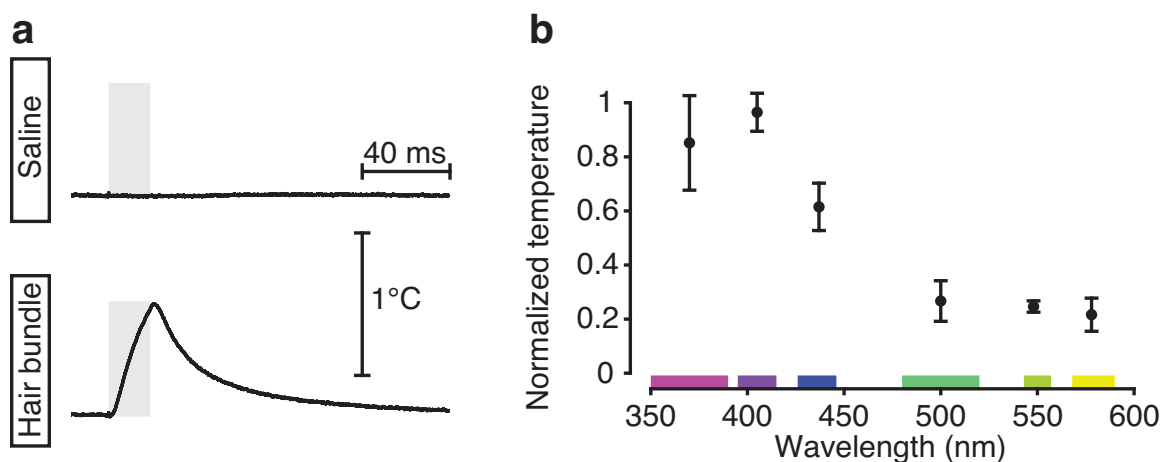 a
Saline
40 ms
1°C
Hair bundle
b
Normalized temperature
1
0.8
0.6
0.4
0.2
0
350 400 450 500 550 600
Wavelength (nm)